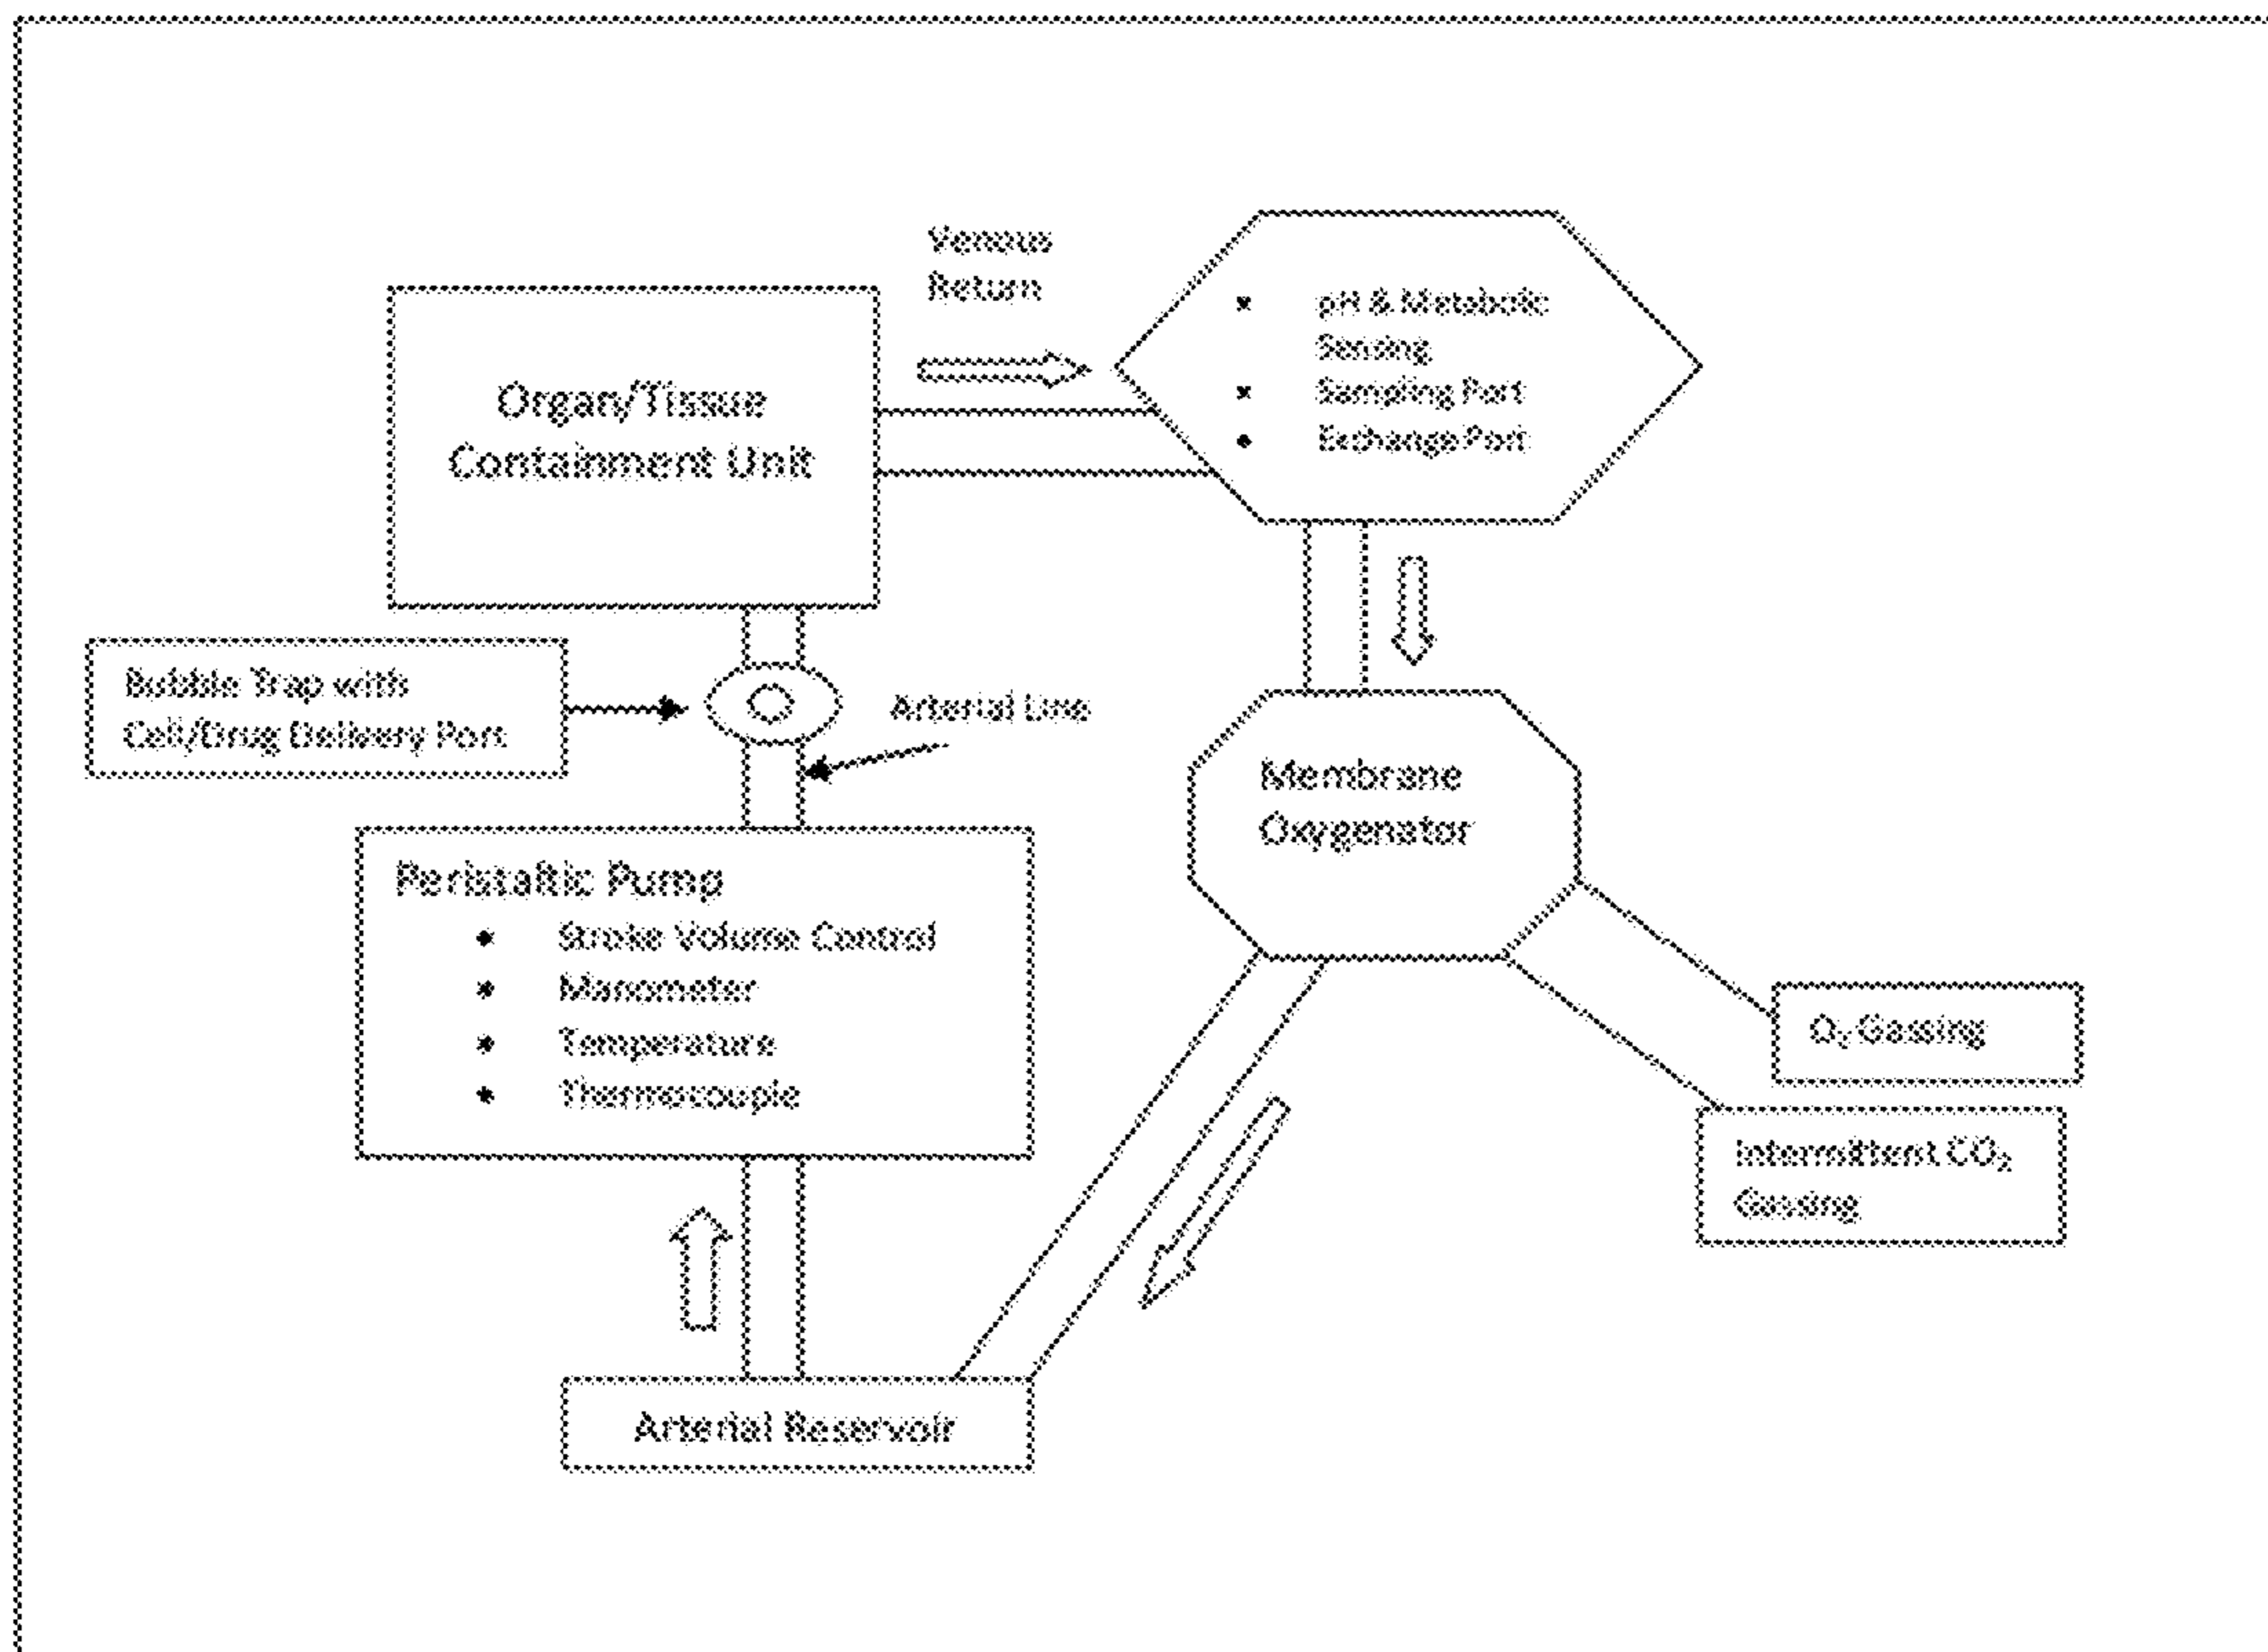 Venous
Return
Organ/Tissue
Containment Unit
pH & Metabolic
Sensing
Sampling Port
Exchange Port
Bubble Trap with
Cell/Drug Delivery Port
Arterial Line
Membrane
Oxygenator
Peristaltic Pump
Stroke Volume Control
Manometer
Temperature
Thermocouple
O₂ Gassing
Intermittent CO₂
Gassing
Arterial Reservoir